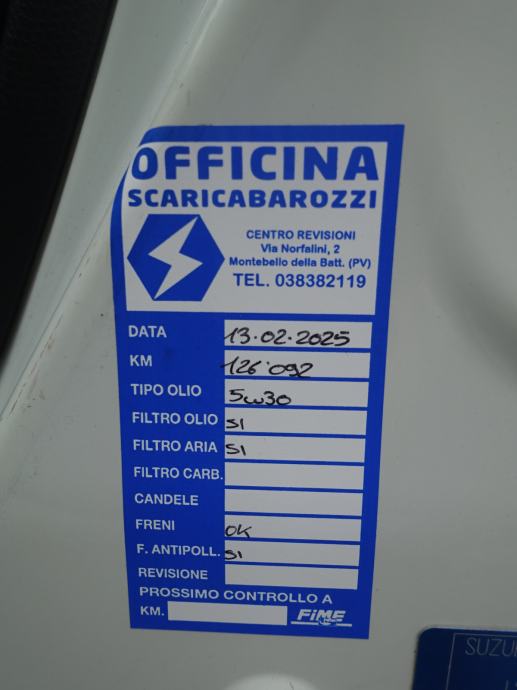 OFFICINA
SCARICABAROZZI
CENTRO REVISIONI
Via Norfalini, 2
Montebello della Batt. (PV)
TEL. 038382119
DATA 13.02.2025
KM 126.092
TIPO OLIO 5w30
FILTRO OLIO SI
FILTRO ARIA SI
FILTRO CARB.
CANDELE
FRENI OK
F. ANTIPOLL. SI
REVISIONE
PROSSIMO CONTROLLO A
KM. FIME